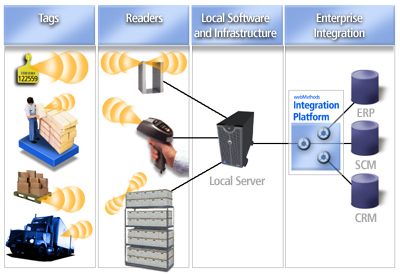 Tags
Readers
Local Software
and Infrastructure
Enterprise
Integration
122559
webMethods
Integration
Platform
ERP
SCM
CRM
Local Server